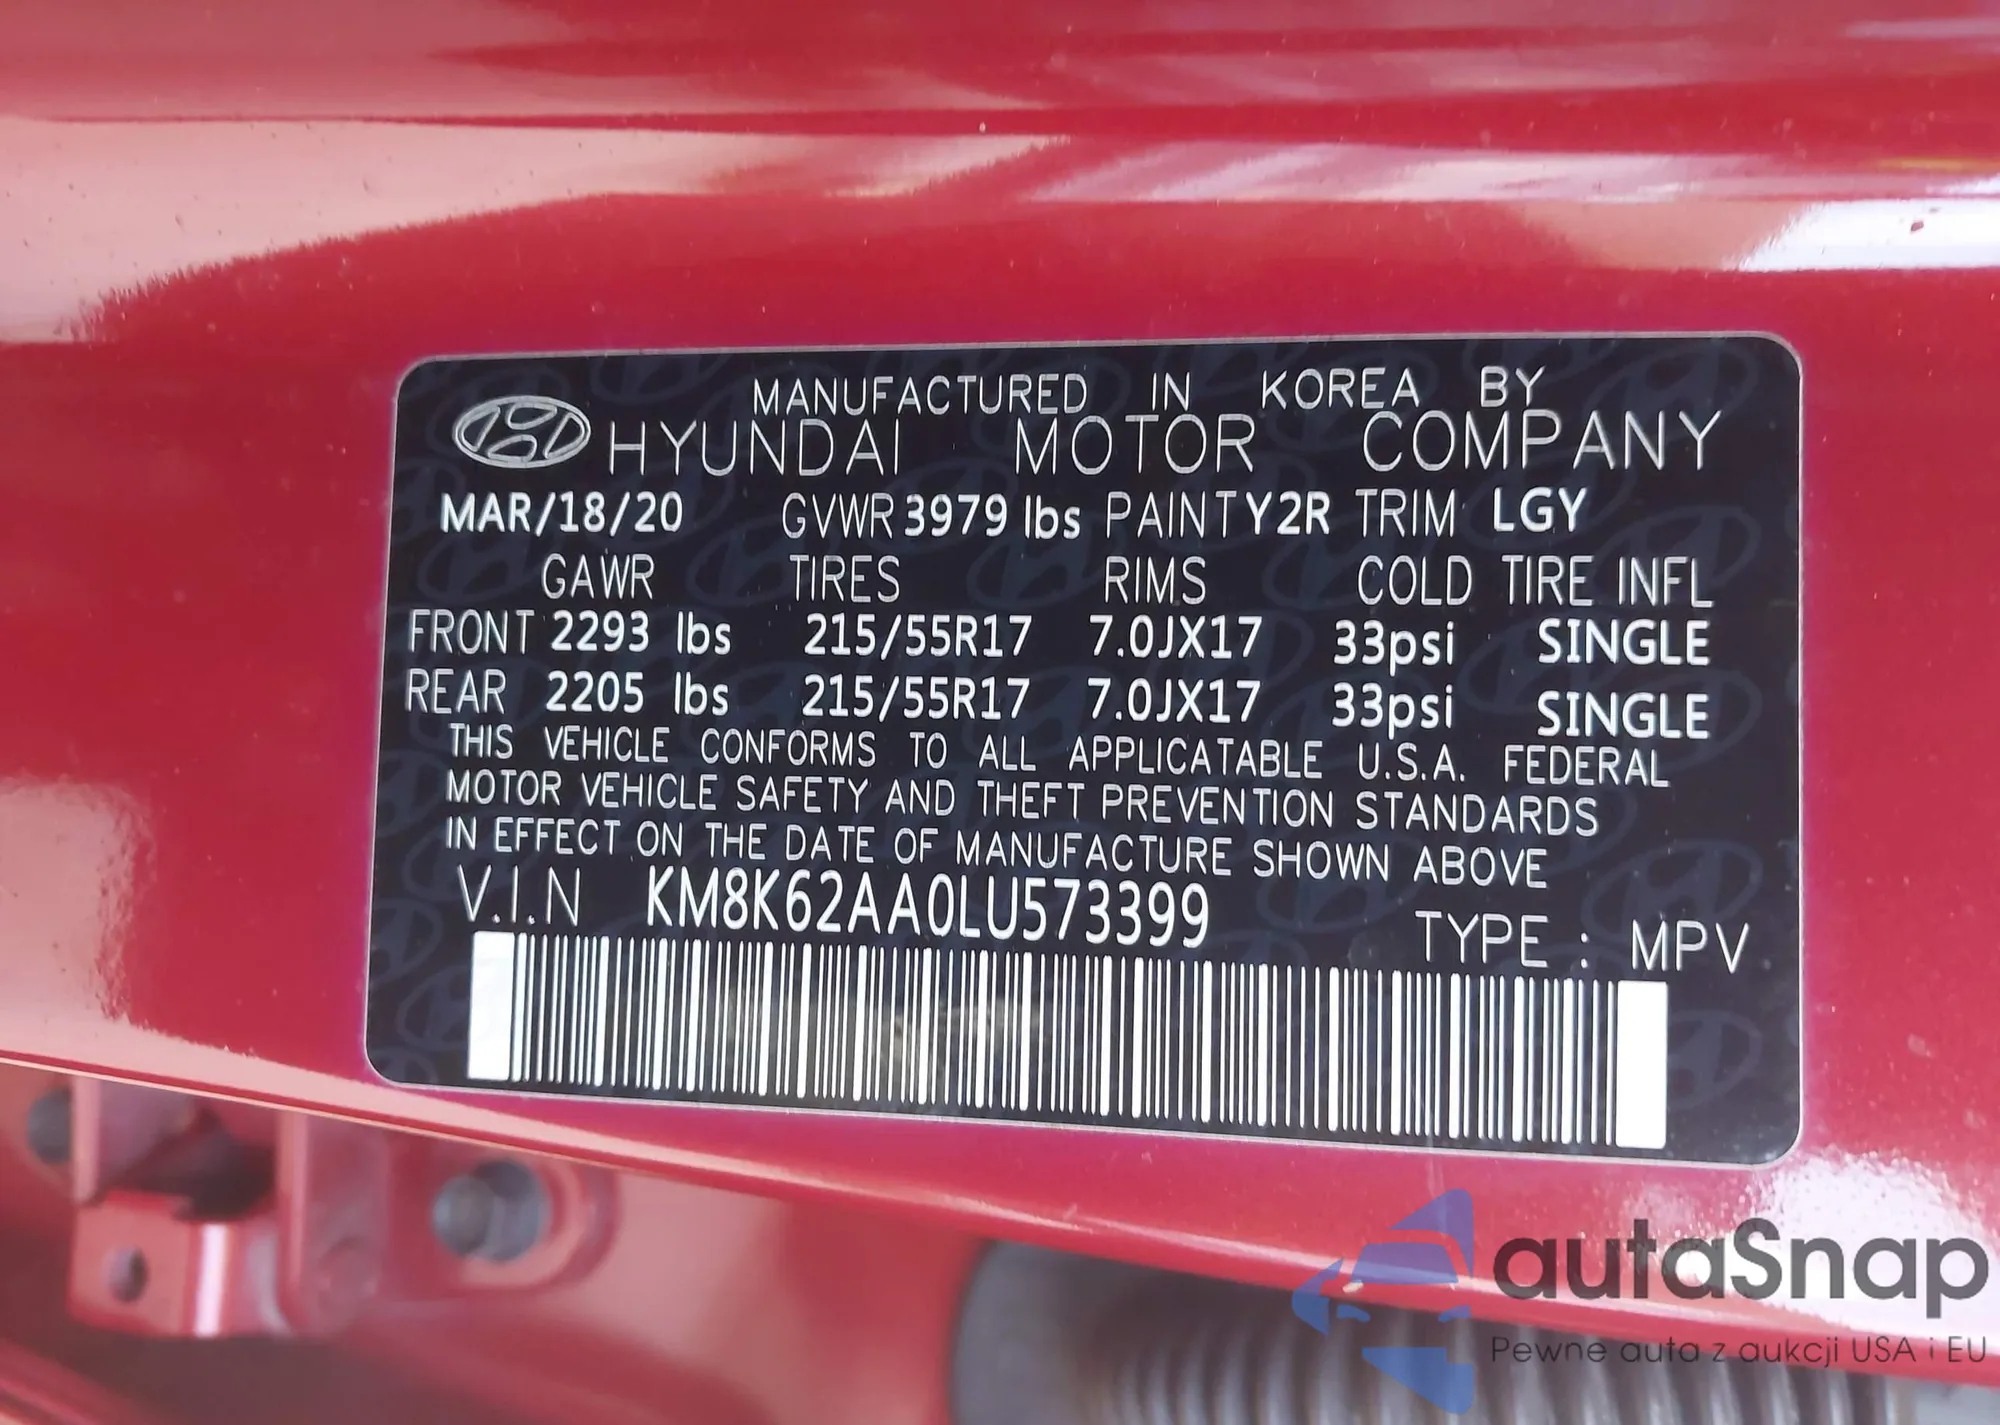 MANUFACTURED IN KOREA BY
HYUNDAI MOTOR COMPANY
MAR/18/20 GVWR 3979 lbs PAINT Y2R TRIM LGY
GAWR TIRES RIMS COLD TIRE INFL
FRONT 2293 lbs 215/55R17 7.0JX17 33psi SINGLE
REAR 2205 lbs 215/55R17 7.0JX17 33psi SINGLE
THIS VEHICLE CONFORMS TO ALL APPLICATABLE U.S.A. FEDERAL
MOTOR VEHICLE SAFETY AND THEFT PREVENTION STANDARDS
IN EFFECT ON THE DATE OF MANUFACTURE SHOWN ABOVE
V.I.N KM8K62AA0LU573399
TYPE : MPV
autaSnap
Pewne auta z aukcji USA i EU